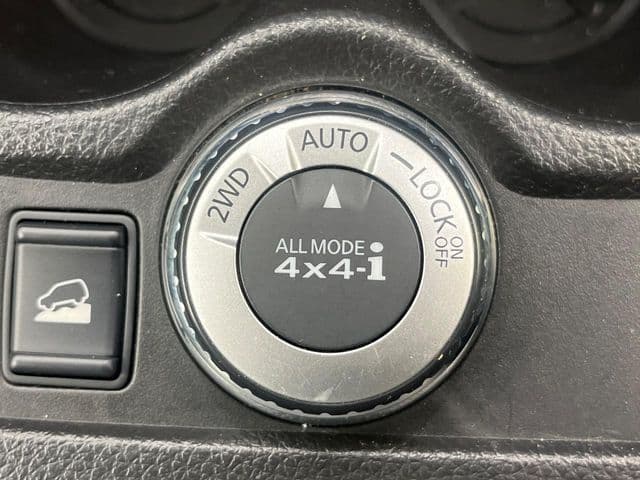 2WD
AUTO
LOCK
ON
OFF
ALL MODE
4x4-i